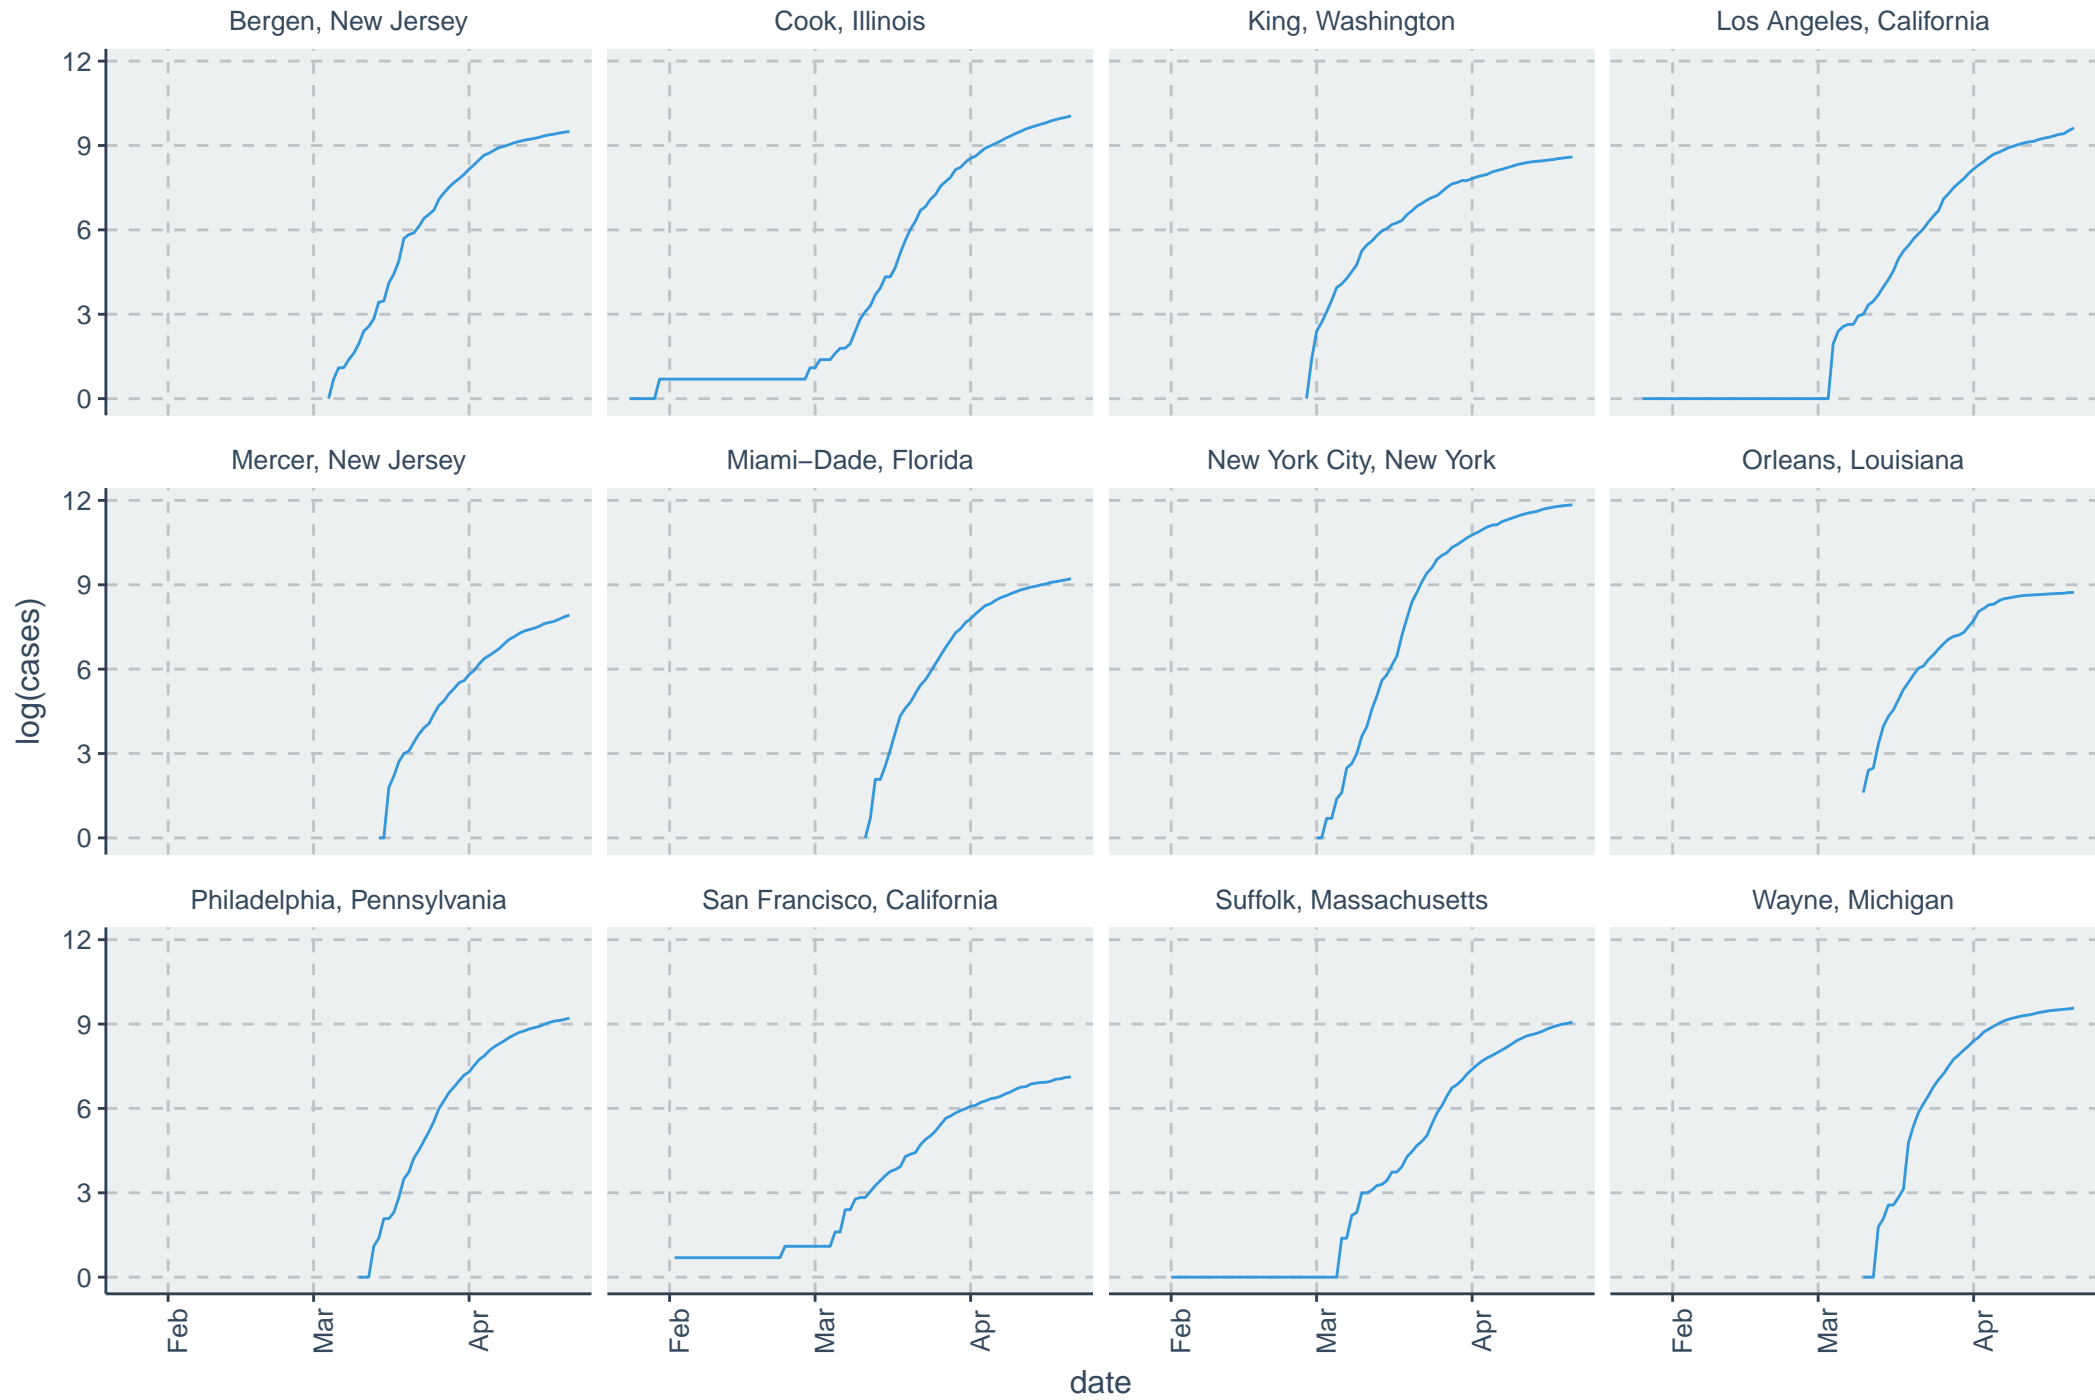 Bergen, New Jersey
Cook, Illinois
King, Washington
Los Angeles, California
12
9
6
3
0
Mercer, New Jersey
Miami−Dade, Florida
New York City, New York
Orleans, Louisiana
12
9
6
3
0
log(cases)
Philadelphia, Pennsylvania
San Francisco, California
Suffolk, Massachusetts
Wayne, Michigan
12
9
6
3
0
Feb
Mar
Apr
Feb
Mar
Apr
Feb
Mar
Apr
Feb
Mar
Apr
date